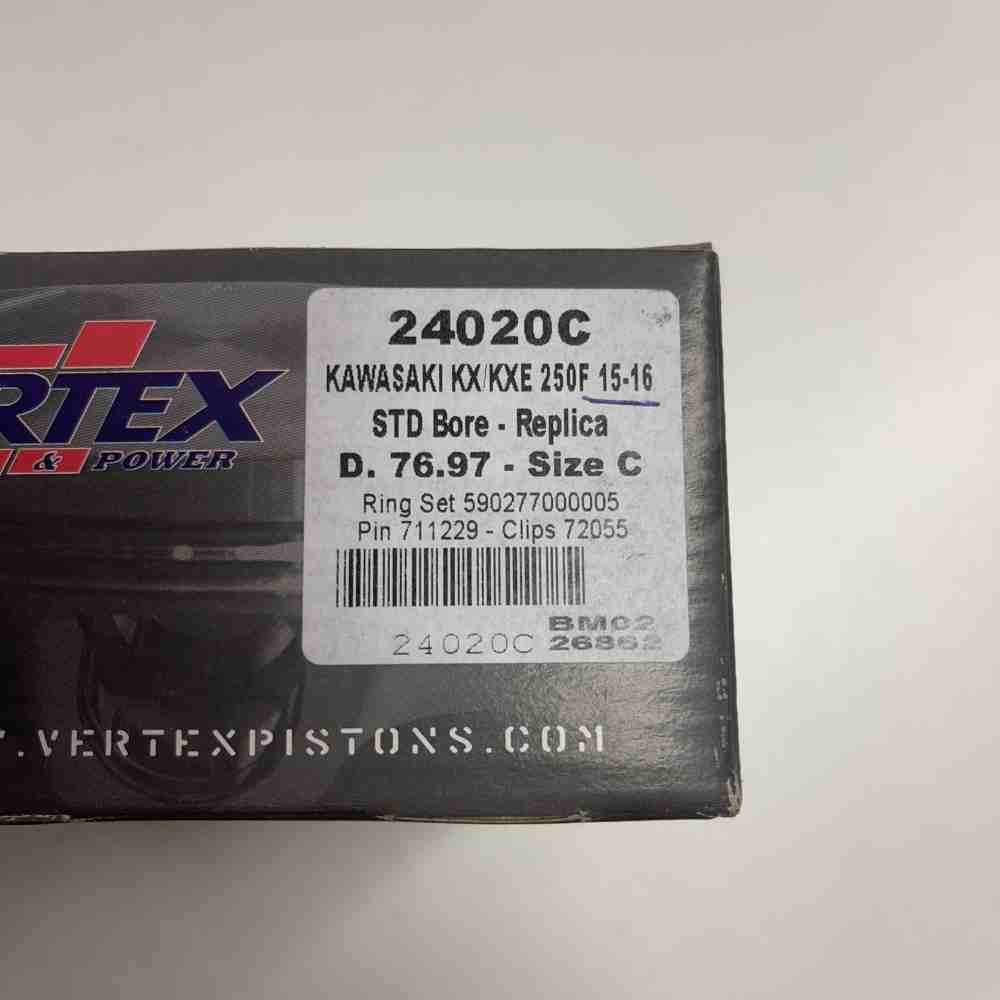 RTEX
& POWER
24020C
KAWASAKI KX/KXE 250F 15-16
STD Bore - Replica
D. 76.97 - Size C
Ring Set 590277000005
Pin 711229 - Clips 72055
BM02
24020C 26862
.VERTEXPISTONS.COM